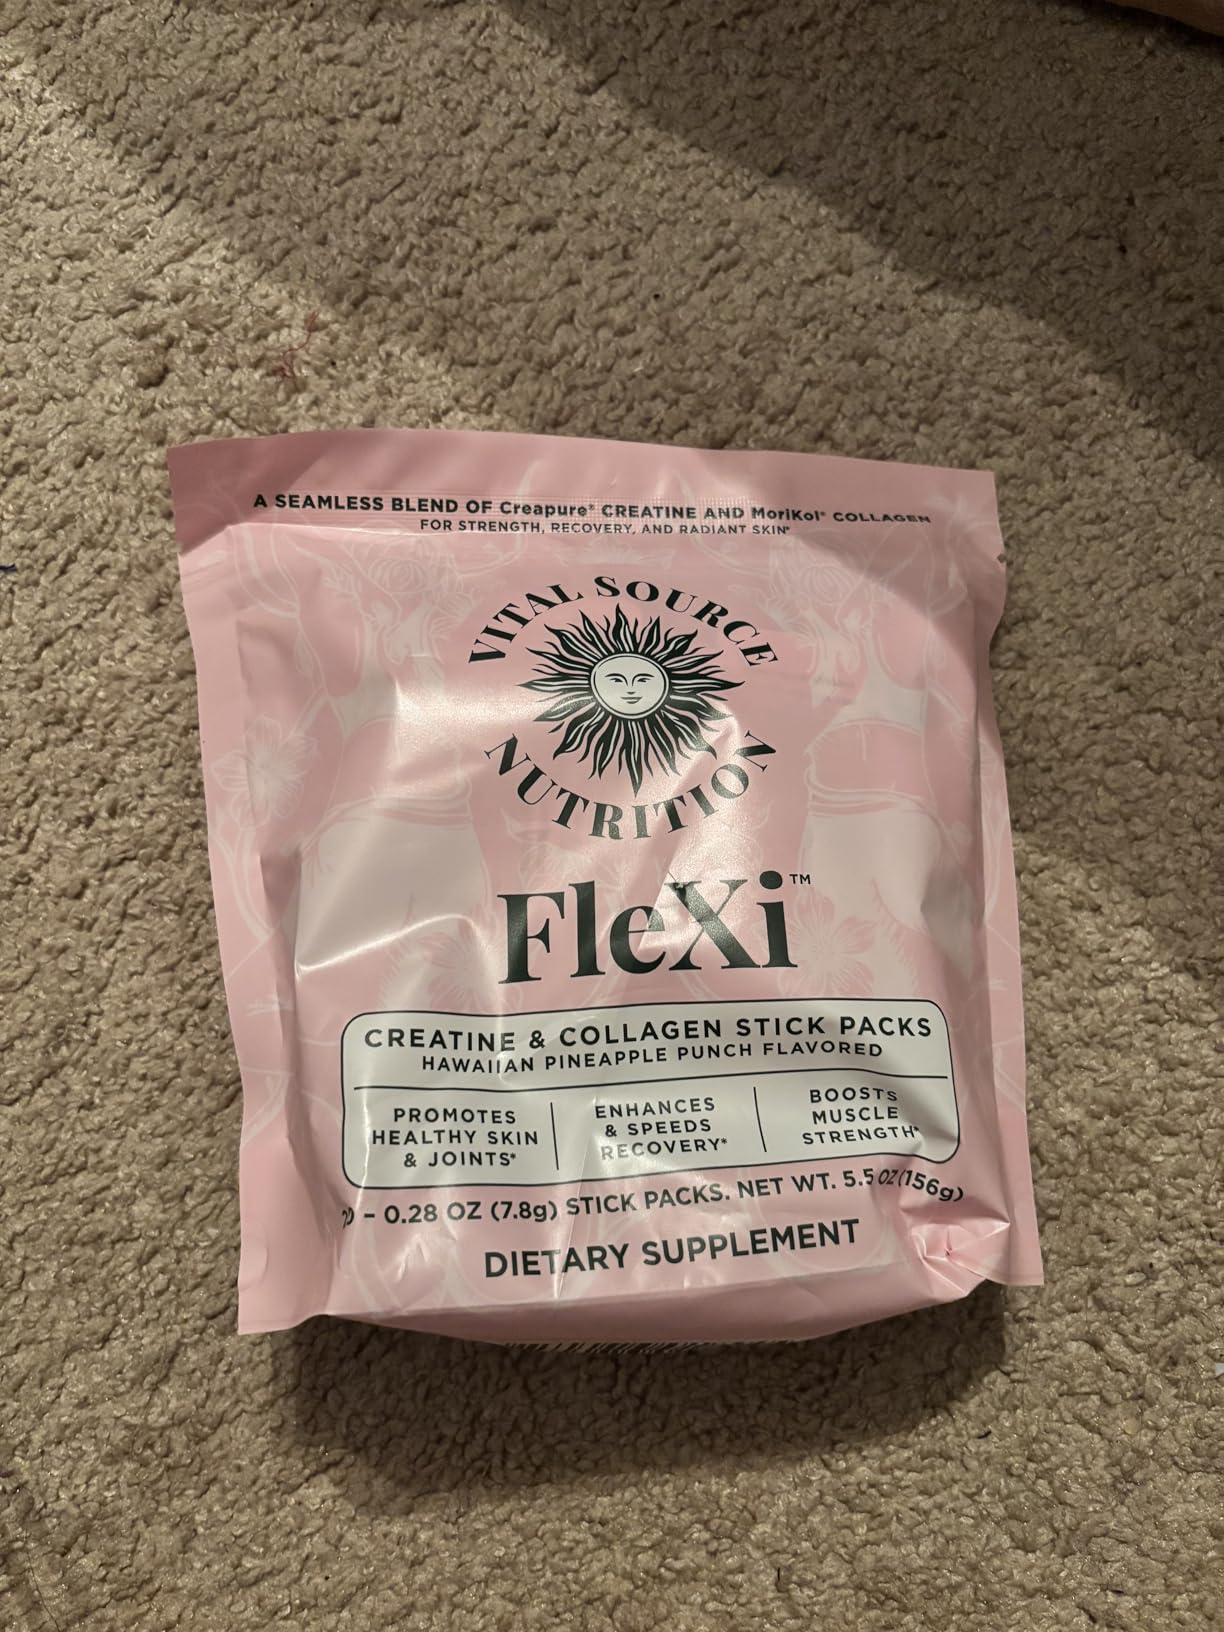 A SEAMLESS BLEND OF Creapure® CREATINE AND MoriKol® COLLAGEN
FOR STRENGTH, RECOVERY, AND RADIANT SKIN*
VITAL SOURCE
NUTRITION
FleXi™
CREATINE & COLLAGEN STICK PACKS
HAWAIIAN PINEAPPLE PUNCH FLAVORED
PROMOTES
HEALTHY SKIN
& JOINTS*
ENHANCES
& SPEEDS
RECOVERY*
BOOSTS
MUSCLE
STRENGTH*
– 0.28 OZ (7.8g) STICK PACKS. NET WT. 5.5 OZ (156g)
DIETARY SUPPLEMENT